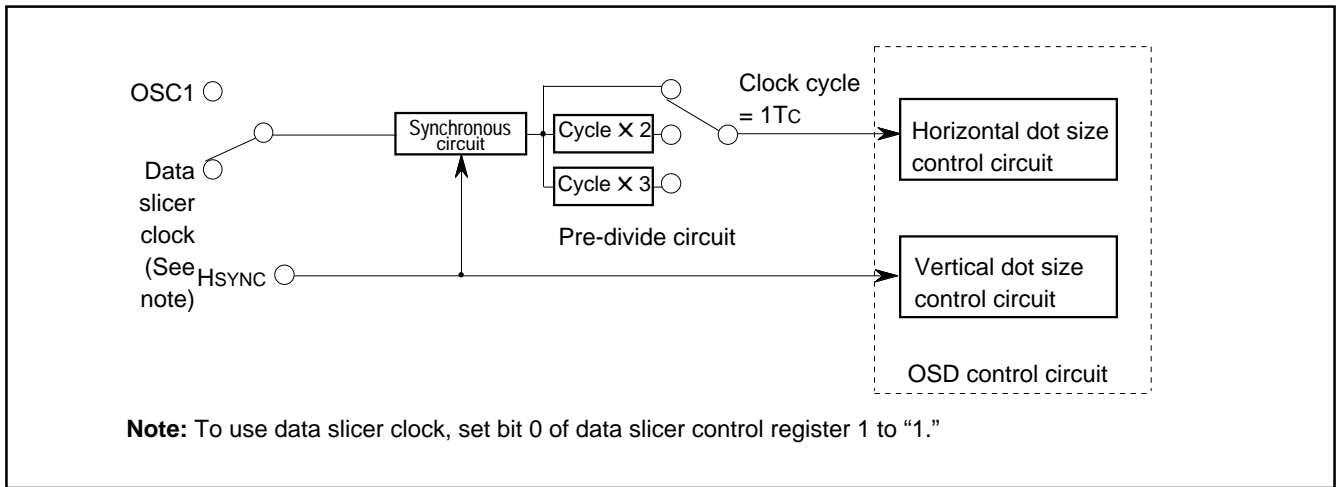 OSC1
Data
slicer
clock
(See
note)
HSYNC
Synchronous
circuit
Cycle × 2
Cycle × 3
Pre-divide circuit
Clock cycle
= 1TC
Horizontal dot size
control circuit
Vertical dot size
control circuit
OSD control circuit
Note: To use data slicer clock, set bit 0 of data slicer control register 1 to “1.”